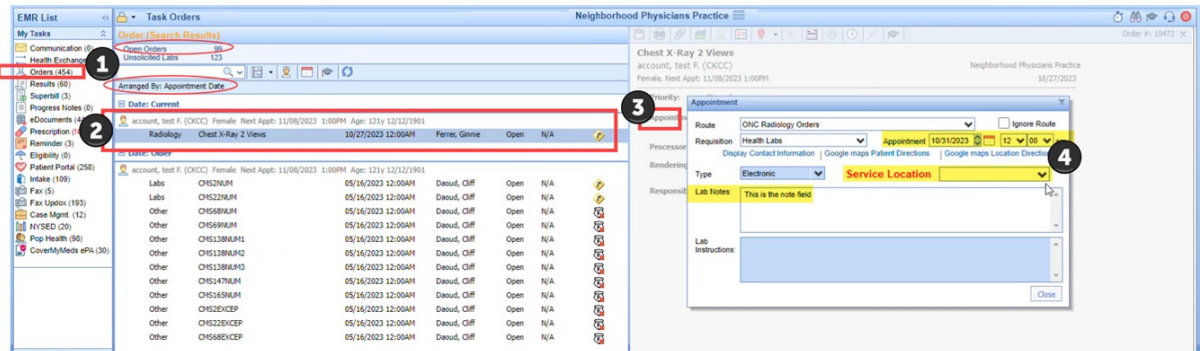 EMR List
Task Orders
Neighborhood Physicians Practice
My Tasks
Communication (0)
Health Exchange
Orders (454)
Results (60)
Superbill (3)
Progress Notes (0)
eDocuments (4
Prescription (1
Reminder (3)
Eligibility (0)
Patient Portal (258)
Intake (109)
Fax (5)
Fax Updox (193)
Case Mgmt. (12)
NYSED (20)
Pop Health (98)
CoverMyMeds ePA (30)
1
2
Order (Search Results)
Open Orders 99
Unsolicited Labs 123
Arranged By: Appointment Date
Date: Current
account, test F. (CKCC) Female Next Appt: 11/08/2023 1:00PM Age: 121y 12/12/1901
Radiology Chest X-Ray 2 Views 10/27/2023 12:00AM Ferrer, Ginnie Open N/A
Date: Older
account, test F. (CKCC) Female Next Appt: 11/08/2023 1:00PM Age: 121y 12/12/1901
Labs CMS2NUM 05/16/2023 12:00AM Daoud, Cliff Open N/A
Labs CMS22NUM 05/16/2023 12:00AM Daoud, Cliff Open N/A
Other CMS68NUM 05/16/2023 12:00AM Daoud, Cliff Open N/A
Other CMS69NUM 05/16/2023 12:00AM Daoud, Cliff Open N/A
Other CMS138NUM1 05/16/2023 12:00AM Daoud, Cliff Open N/A
Other CMS138NUM2 05/16/2023 12:00AM Daoud, Cliff Open N/A
Other CMS138NUM3 05/16/2023 12:00AM Daoud, Cliff Open N/A
Other CMS147NUM 05/16/2023 12:00AM Daoud, Cliff Open N/A
Other CMS165NUM 05/16/2023 12:00AM Daoud, Cliff Open N/A
Other CMS2EXCEP 05/16/2023 12:00AM Daoud, Cliff Open N/A
Other CMS22EXCEP 05/16/2023 12:00AM Daoud, Cliff Open N/A
Other CMS68EXCEP 05/16/2023 12:00AM Daoud, Cliff Open N/A
Order #: 10472
Chest X-Ray 2 Views
account, test F. (CKCC) Neighborhood Physicians Practice
Female, Next Appt: 11/08/2023 1:00PM 10/27/2023
3
Priority:
Appointm
Processor
Rendering
Responsib
Appointment X
Route ONC Radiology Orders Ignore Route
Requisition Health Labs Appointment 10/31/2023 12 00
Display Contact Information | Google maps Patient Directions | Google maps Location Directio
4
Type Electronic Service Location
Lab Notes: This is the note field
Lab
Instructions:
Close